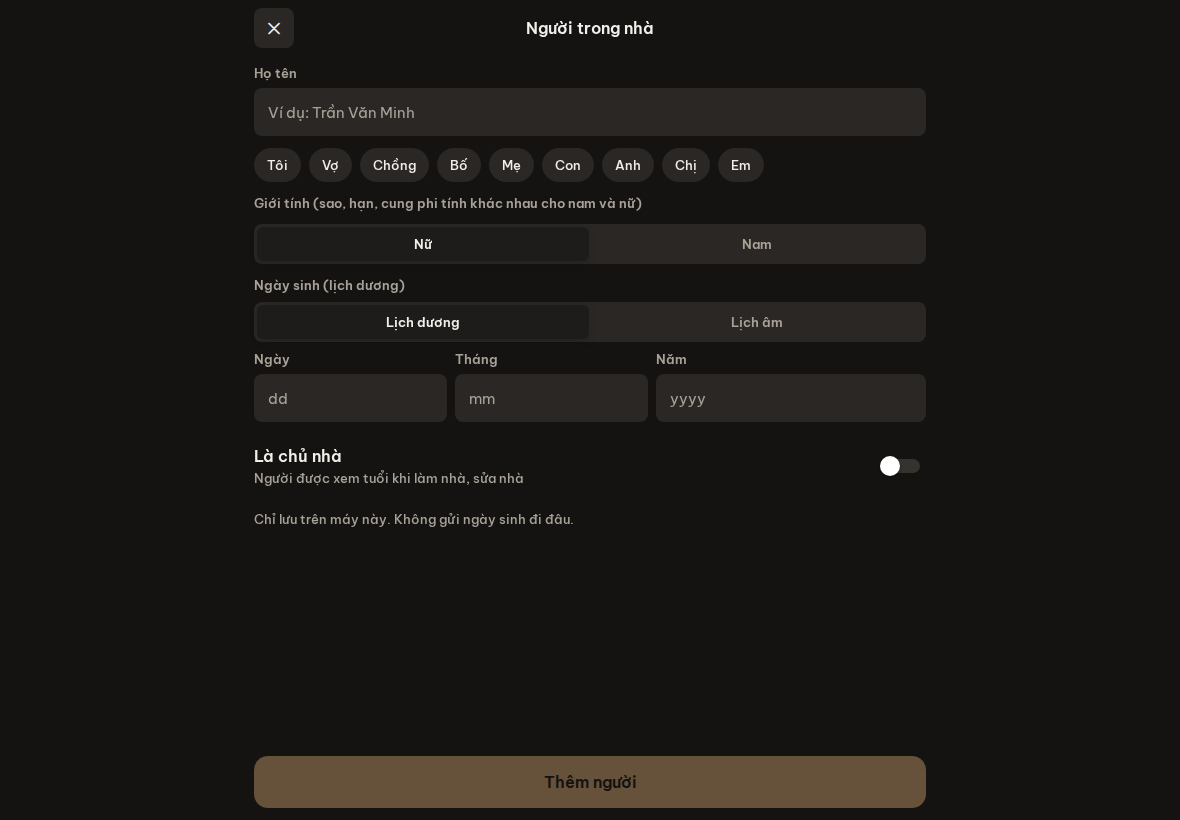 Người trong nhà
Họ tên
Ví dụ: Trần Văn Minh
Tôi Vợ Chồng Bố Mẹ Con Anh Chị Em
Giới tính (sao, hạn, cung phi tính khác nhau cho nam và nữ)
Nữ Nam
Ngày sinh (lịch dương)
Lịch dương Lịch âm
Ngày Tháng Năm
dd mm yyyy
Là chủ nhà
Người được xem tuổi khi làm nhà, sửa nhà
Chỉ lưu trên máy này. Không gửi ngày sinh đi đâu.
Thêm người